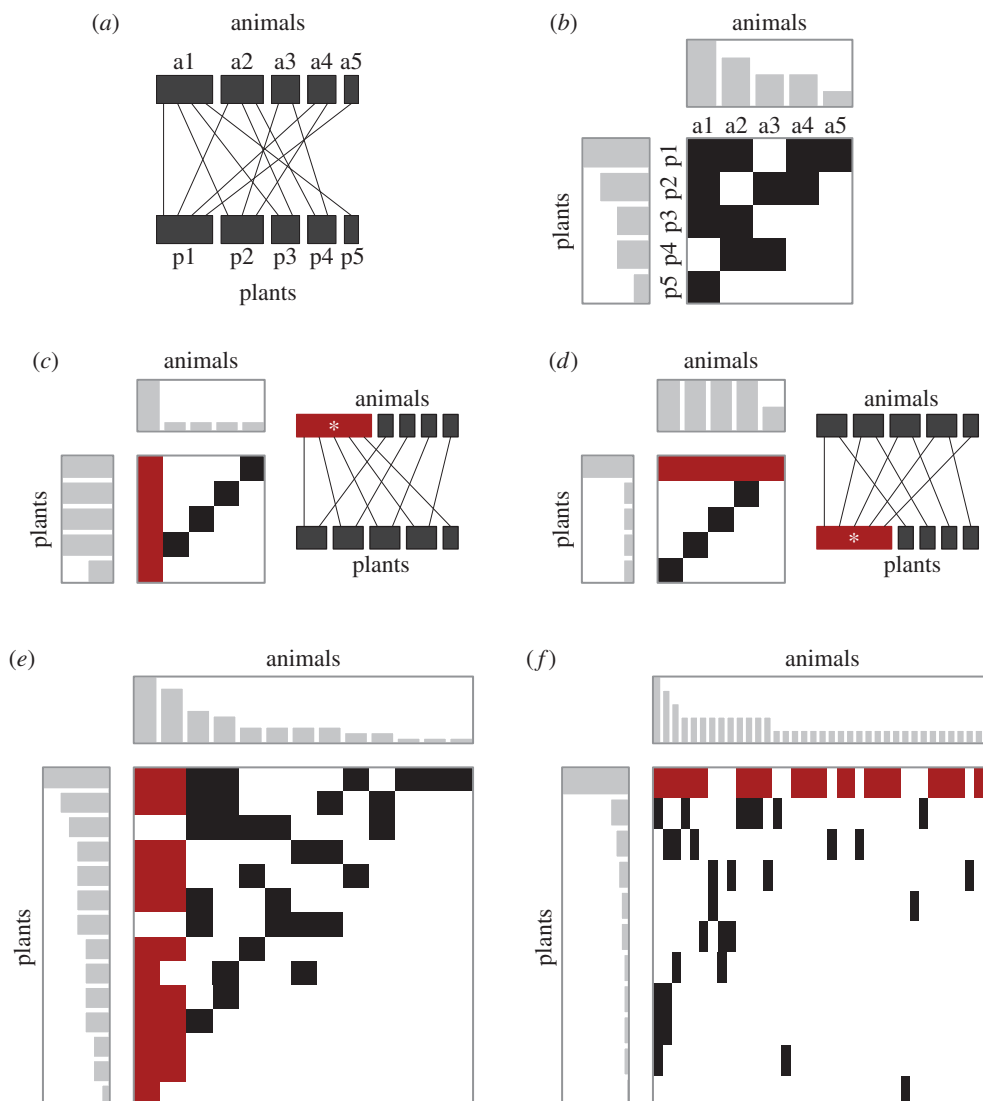 (a)
animals
a1 a2 a3 a4 a5
p1 p2 p3 p4 p5
plants
(b)
animals
a1 a2 a3 a4 a5
plants
p1
p2
p3
p4
p5
(c)
animals
plants
animals
*
plants
(d)
animals
plants
animals
*
plants
(e)
animals
plants
(f)
animals
plants